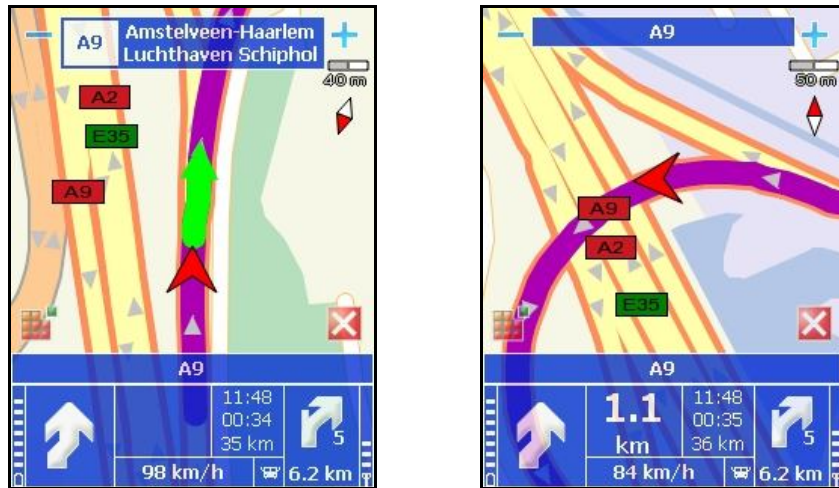 A9
Amstelveen-Haarlem
Luchthaven Schiphol
40 m
A2
E35
A9
A9
11:48
00:34
35 km
5
98 km/h
6.2 km
A9
50 m
A9
A2
E35
A9
1.1
km
11:48
00:35
36 km
5
84 km/h
6.2 km